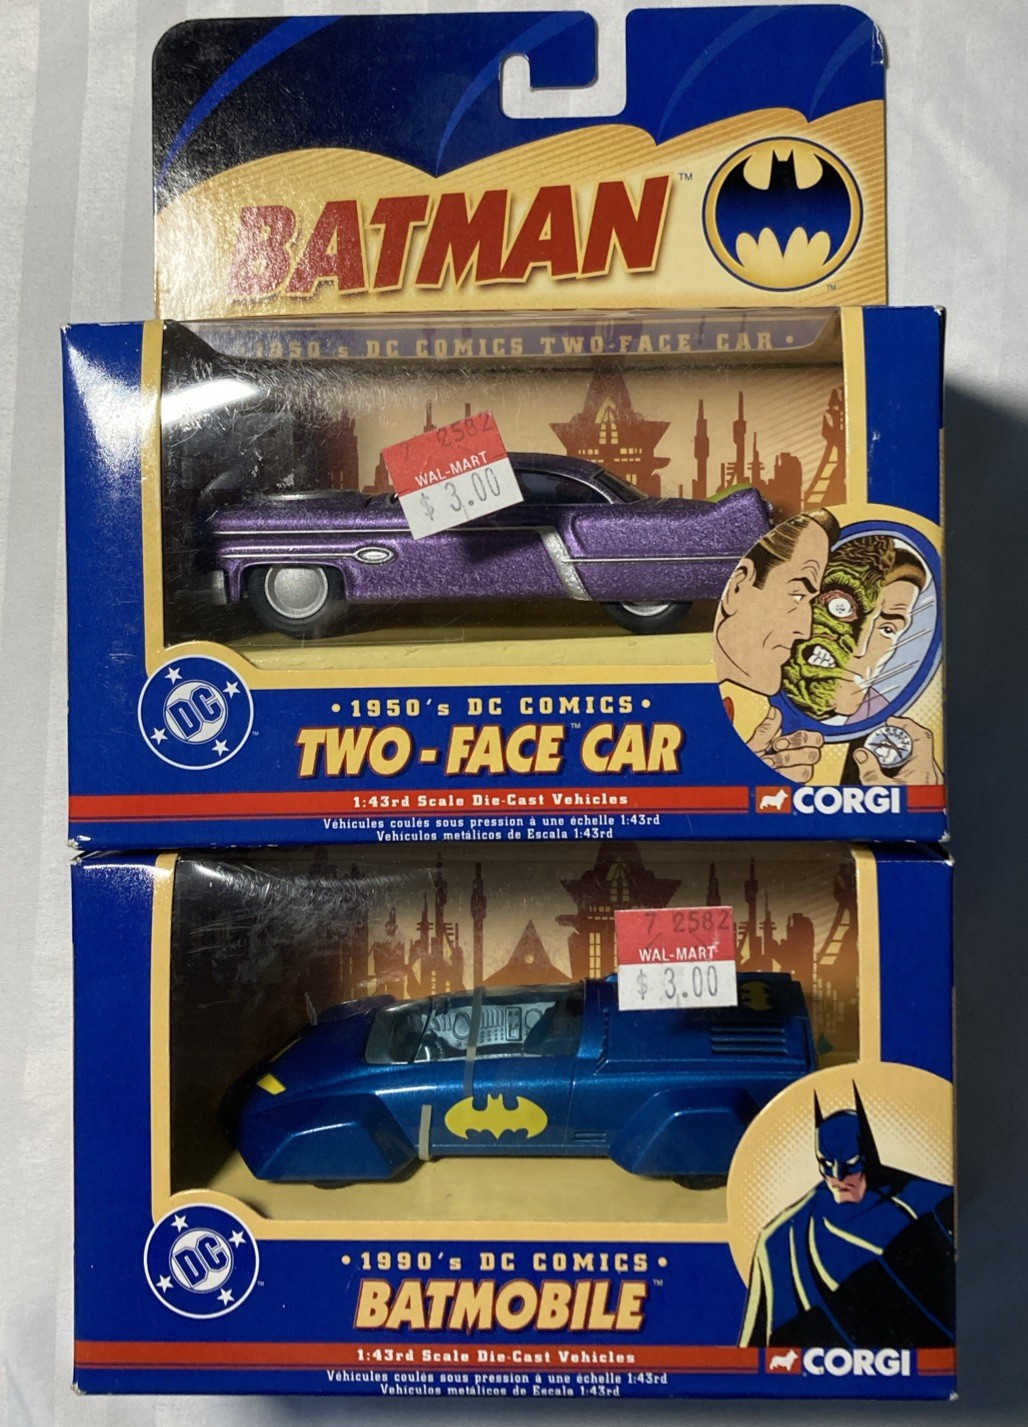 BATMAN™
1950's DC COMICS TWO-FACE CAR •
7 2582
WAL-MART
$ 3.00
DC
• 1950's DC COMICS •
TWO-FACE™ CAR
1:43rd Scale Die-Cast Vehicles
CORGI
Véhicules coulés sous pression à une échelle 1:43rd
Vehículos metálicos de Escala 1:43rd
7 2582
WAL-MART
$ 3.00
DC
• 1990's DC COMICS •
BATMOBILE™
1:43rd Scale Die-Cast Vehicles
CORGI
Véhicules coulés sous pression à une échelle 1:43rd
Vehículos metálicos de Escala 1:43rd